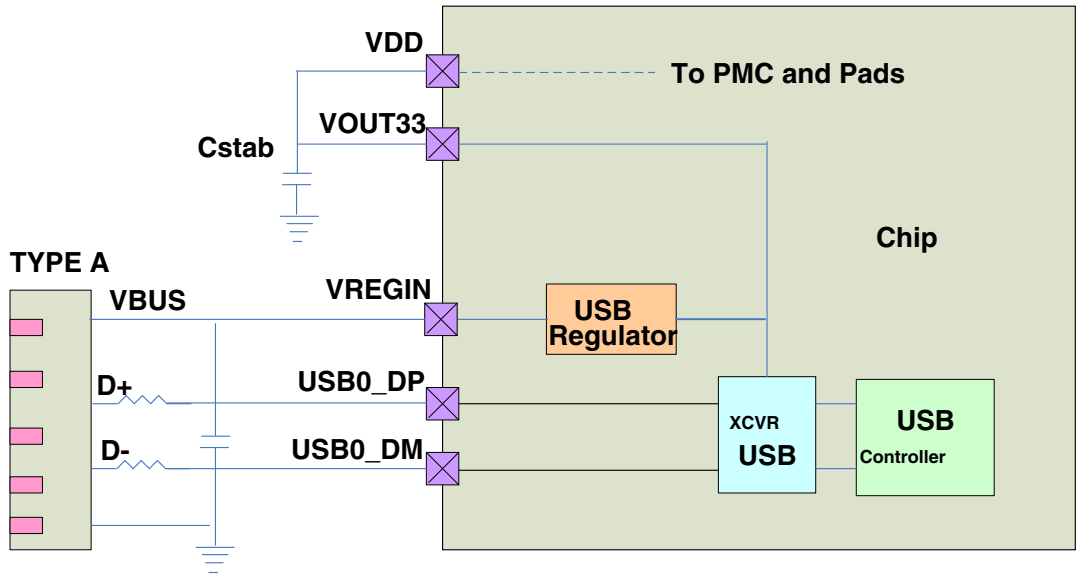 VDD
To PMC and Pads
VOUT33
Cstab
Chip
TYPE A
VBUS
VREGIN
USB
Regulator
D+
USB0_DP
XCVR
USB
USB
Controller
D-
USB0_DM